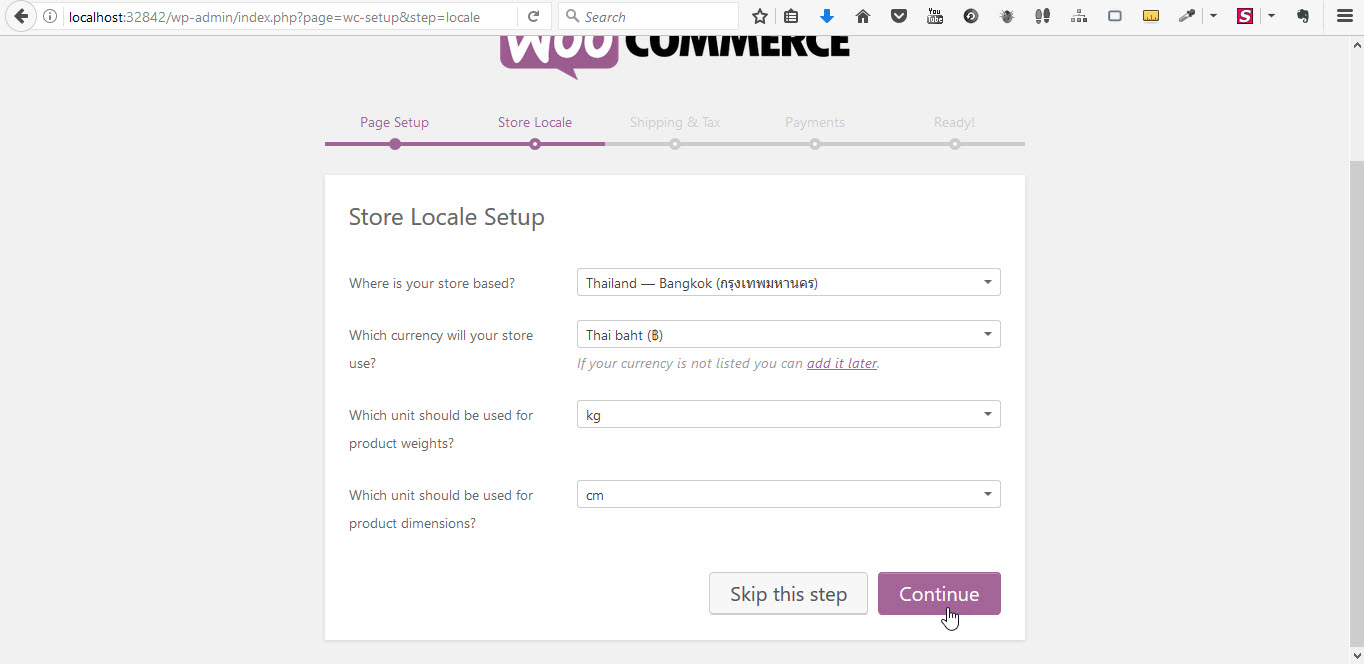 localhost:32842/wp-admin/index.php?page=wc-setup&step=locale
Search
You
Tube
S
WOO COMMERCE
Page Setup
Store Locale
Shipping & Tax
Payments
Ready!
Store Locale Setup
Where is your store based?
Thailand — Bangkok (กรุงเทพมหานคร)
Which currency will your store
use?
Thai baht (฿)
If your currency is not listed you can add it later.
Which unit should be used for
product weights?
kg
Which unit should be used for
product dimensions?
cm
Skip this step
Continue